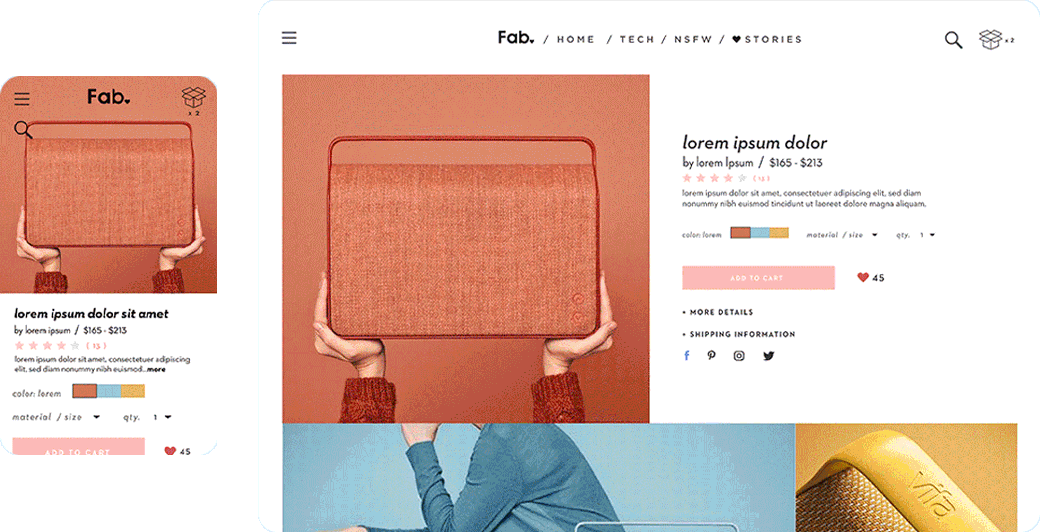 Fab.
x 2
lorem ipsum dolor sit amet
by lorem ipsum / $165 - $213
( 13 )
lorem ipsum dolor sit amet, consectetuer adipiscing
elit, sed diam nonummy nibh euismod...more
color: lorem
material / size
qty. 1
ADD TO CART
45
Fab. / HOME / TECH / NSFW / STORIES
x 2
lorem ipsum dolor
by lorem Ipsum / $165 - $213
( 13 )
lorem ipsum dolor sit amet, consectetuer adipiscing elit, sed diam
nonummy nibh euismod tincidunt ut laoreet dolore magna aliquam.
color: lorem
material / size
qty. 1
ADD TO CART
45
+ MORE DETAILS
+ SHIPPING INFORMATION
vifa